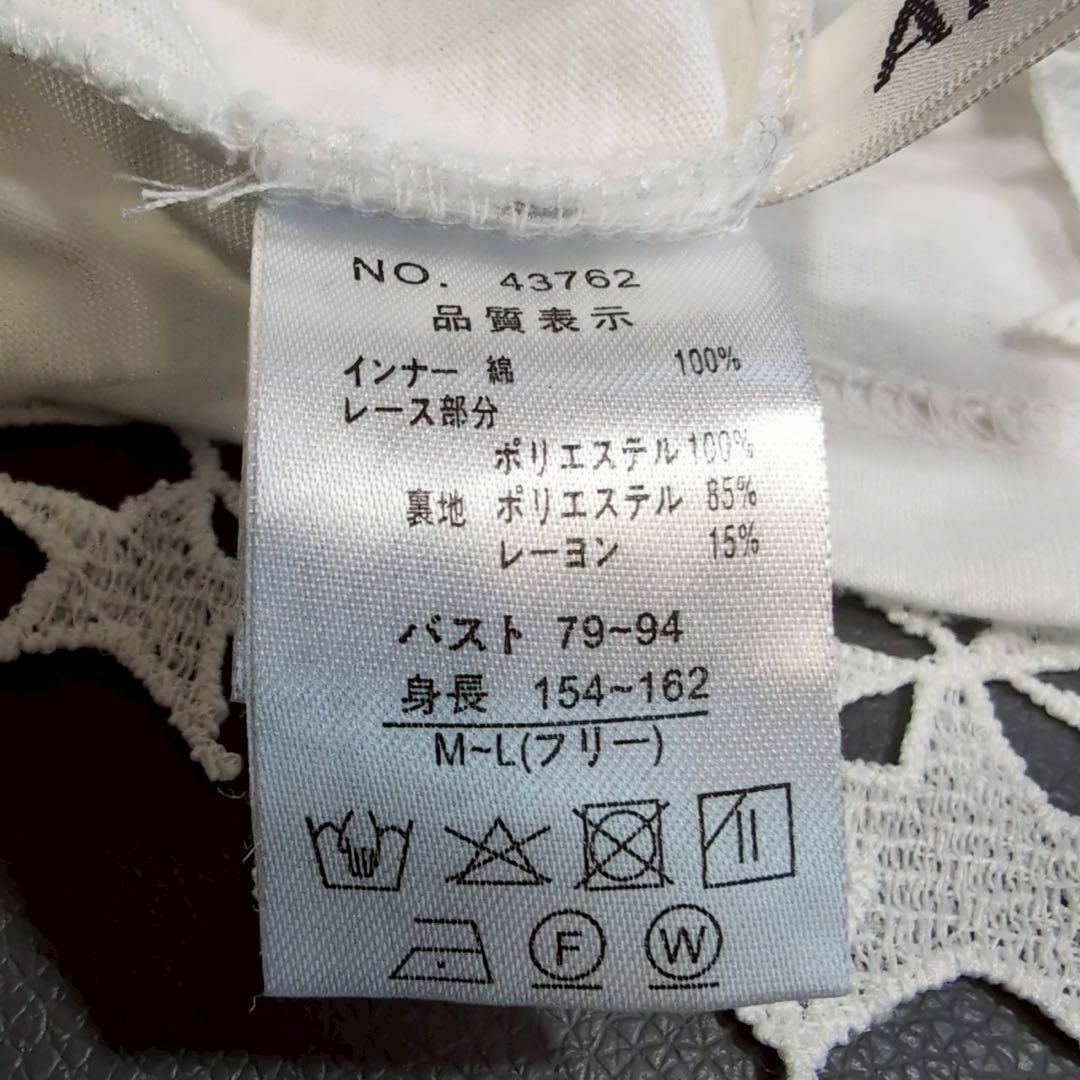 NO. 43762
品質表示
インナー 綿 100%
レース部分
ポリエステル 100%
裏地 ポリエステル 85%
レーヨン 15%
バスト 79~94
身長 154~162
M~L(フリー)
F W